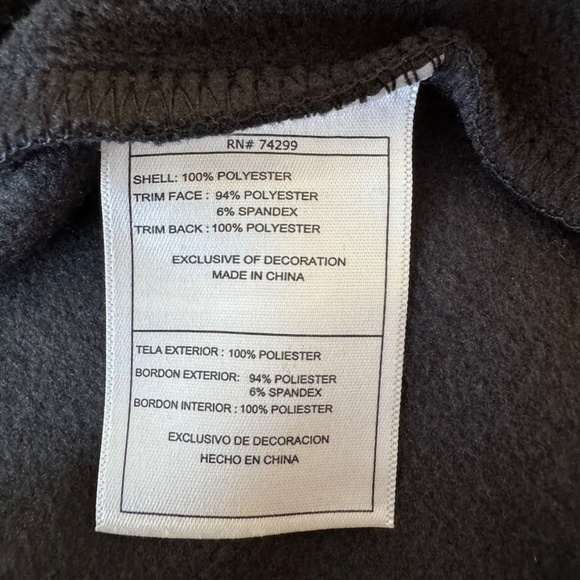 RN# 74299
SHELL: 100% POLYESTER
TRIM FACE : 94% POLYESTER
6% SPANDEX
TRIM BACK : 100% POLYESTER
EXCLUSIVE OF DECORATION
MADE IN CHINA
TELA EXTERIOR : 100% POLIESTER
BORDON EXTERIOR: 94% POLIESTER
6% SPANDEX
BORDON INTERIOR : 100% POLIESTER
EXCLUSIVO DE DECORACION
HECHO EN CHINA